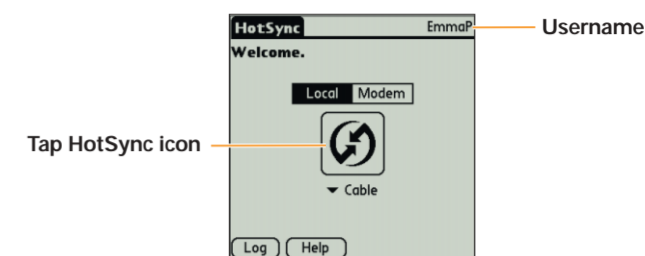 HotSync EmmaP Username
Welcome.
Local Modem
Tap HotSync icon
Cable
Log Help